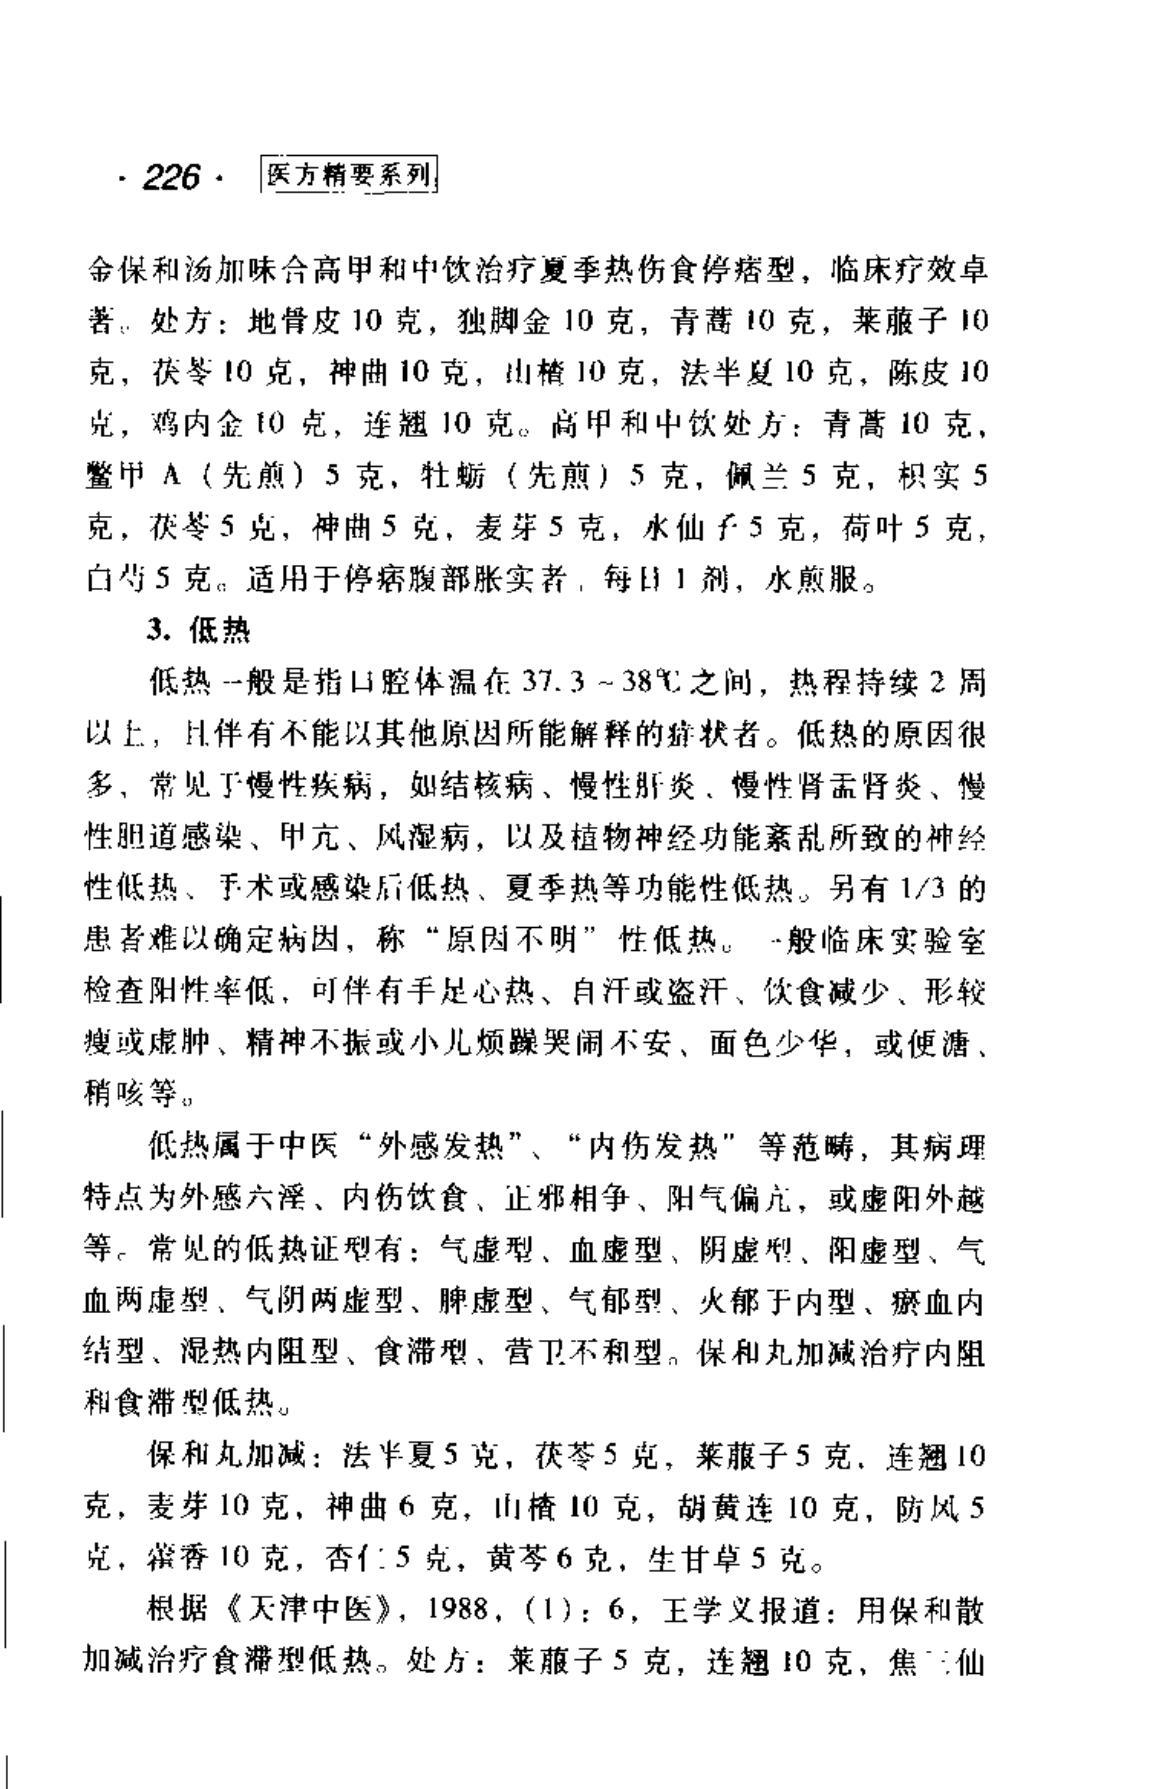 · 226 · 医方精要系列
金保和汤加味合高甲和中饮治疗夏季热伤食停痞型，临床疗效卓
著。处方：地骨皮 10 克，独脚金 10 克，青蒿 10 克，莱菔子 10
克，茯苓 10 克，神曲 10 克，山楂 10 克，法半夏 10 克，陈皮 10
克，鸡内金 10 克，连翘 10 克。高甲和中饮处方：青蒿 10 克，
鳖甲 A（先煎）5 克，牡蛎（先煎）5 克，佩兰 5 克，枳实 5
克，茯苓 5 克，神曲 5 克，麦芽 5 克，水仙子 5 克，荷叶 5 克，
白芍 5 克。适用于停痞腹部胀实者，每日 1 剂，水煎服。
3. 低热
低热一般是指口腔体温在 37.3～38℃之间，热程持续 2 周
以上，且伴有不能以其他原因所能解释的症状者。低热的原因很
多，常见于慢性疾病，如结核病、慢性肝炎、慢性肾盂肾炎、慢
性胆道感染、甲亢、风湿病，以及植物神经功能紊乱所致的神经
性低热、手术或感染后低热、夏季热等功能性低热。另有 1/3 的
患者难以确定病因，称“原因不明”性低热。一般临床实验室
检查阳性率低，可伴有手足心热、自汗或盗汗、饮食减少、形较
瘦或虚肿、精神不振或小儿烦躁哭闹不安、面色少华，或便溏、
稍咳等。
低热属于中医“外感发热”、“内伤发热”等范畴，其病理
特点为外感六淫、内伤饮食、正邪相争、阳气偏亢，或虚阳外越
等。常见的低热证型有：气虚型、血虚型、阴虚型、阳虚型、气
血两虚型、气阴两虚型、脾虚型、气郁型、火郁于内型、瘀血内
结型、湿热内阻型、食滞型、营卫不和型。保和丸加减治疗内阻
和食滞型低热。
保和丸加减：法半夏 5 克，茯苓 5 克，莱菔子 5 克，连翘 10
克，麦芽 10 克，神曲 6 克，山楂 10 克，胡黄连 10 克，防风 5
克，藿香 10 克，杏仁 5 克，黄芩 6 克，生甘草 5 克。
根据《天津中医》，1988，（1）：6，王学义报道：用保和散
加减治疗食滞型低热。处方：莱菔子 5 克，连翘 10 克，焦三仙